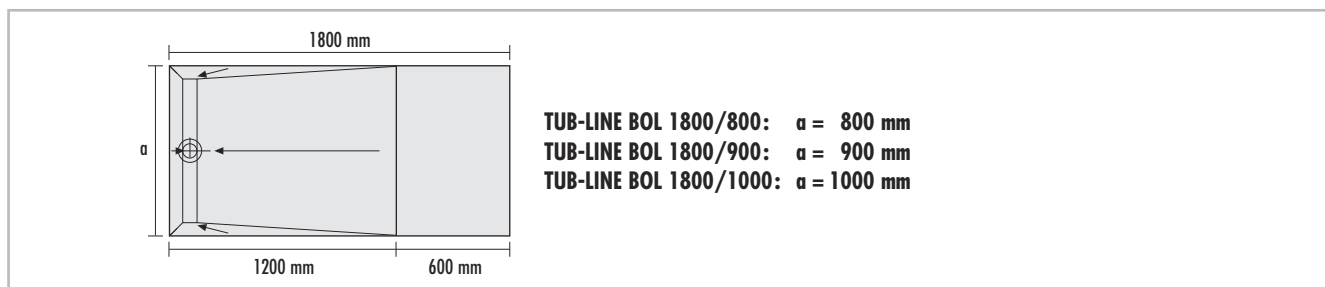 1800 mm
a
TUB-LINE BOL 1800/800: a = 800 mm
TUB-LINE BOL 1800/900: a = 900 mm
TUB-LINE BOL 1800/1000: a = 1000 mm
1200 mm
600 mm